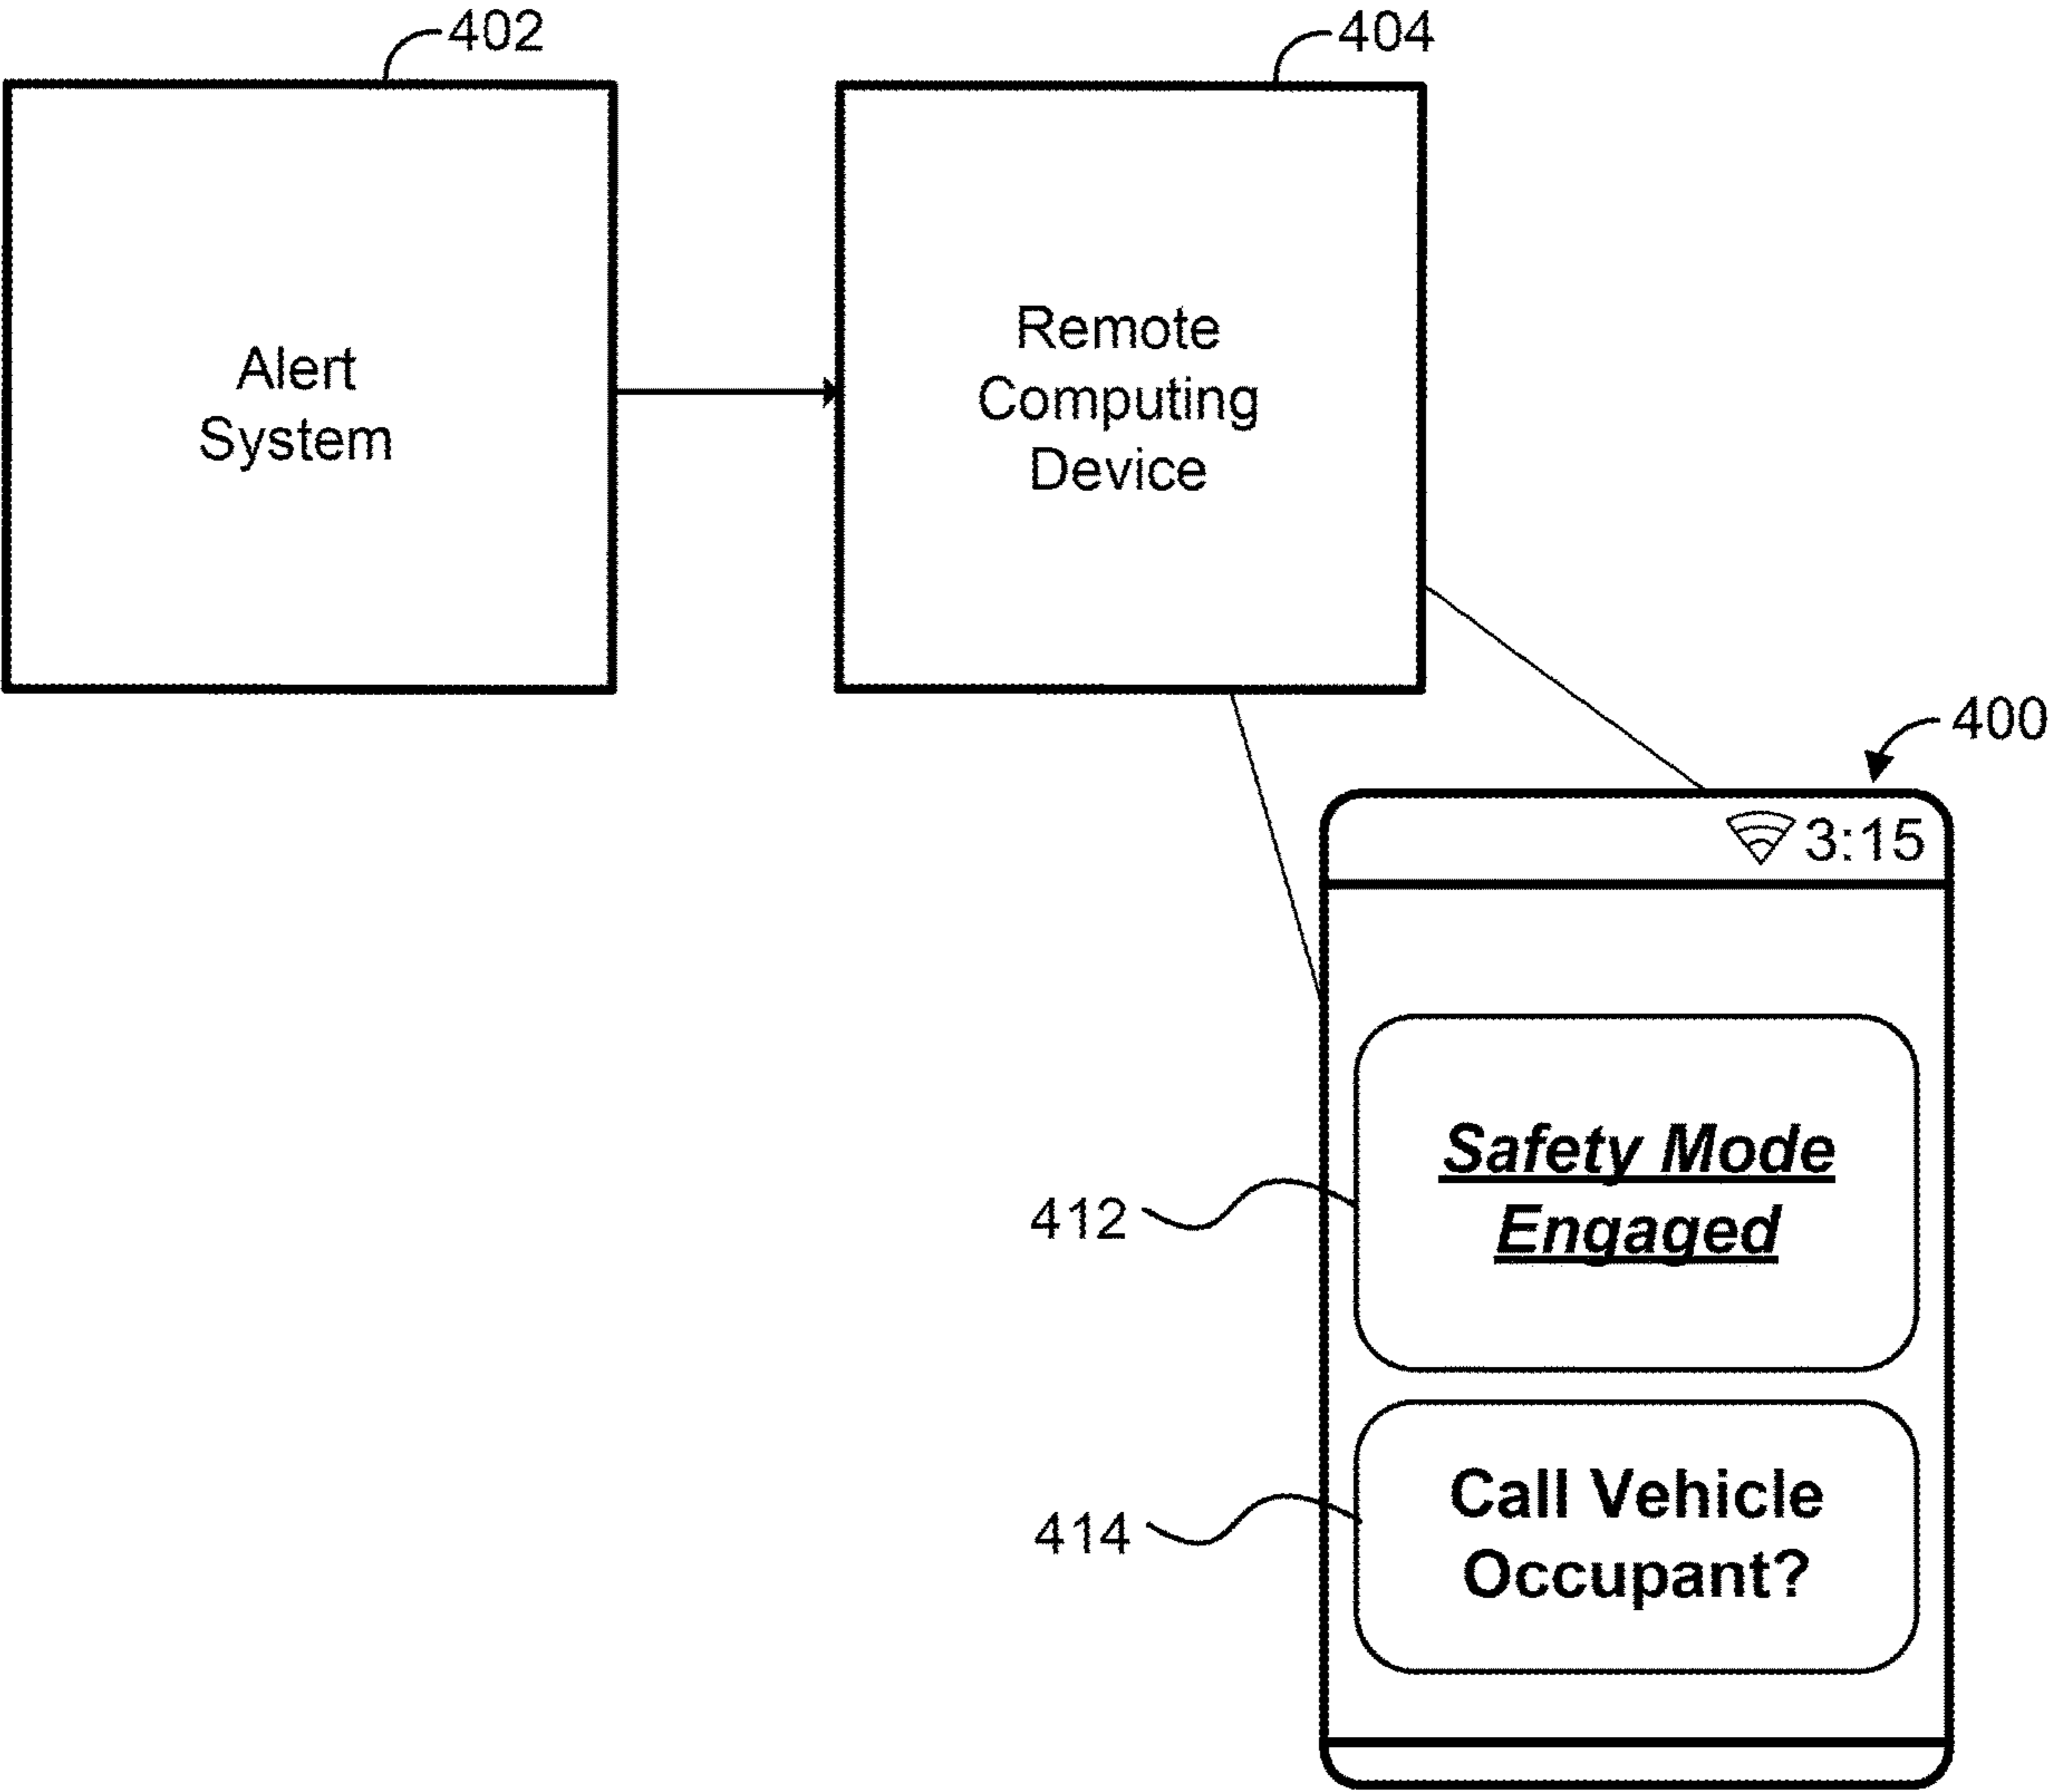 402
404
Alert
System
Remote
Computing
Device
400
3:15
Safety Mode
Engaged
412
Call Vehicle
Occupant?
414